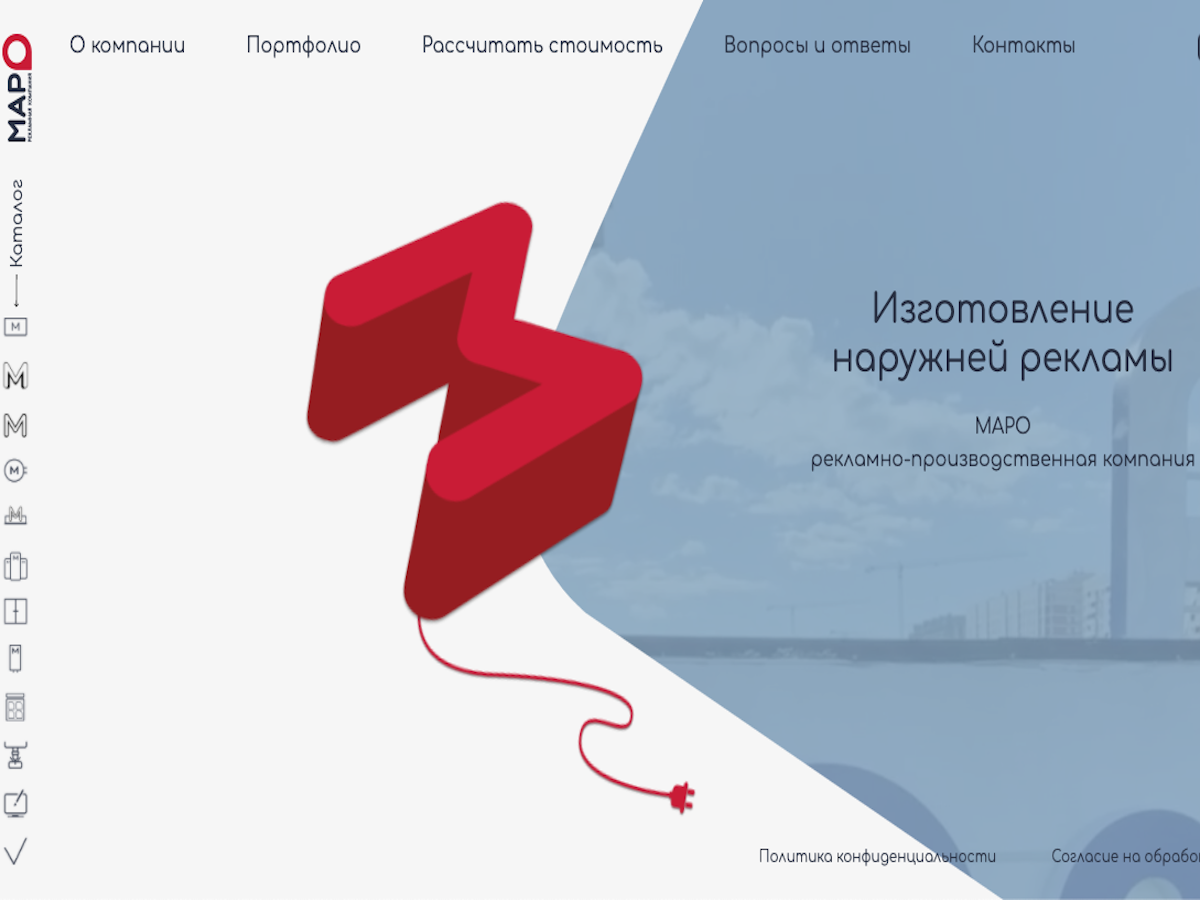 О компании
Портфолио
Рассчитать стоимость
Вопросы и ответы
Контакты
МАРО
РЕКЛАМНАЯ КОМПАНИЯ
Каталог
Изготовление
наружней рекламы
МАРО
рекламно-производственная компания
Политика конфиденциальности
Согласие на